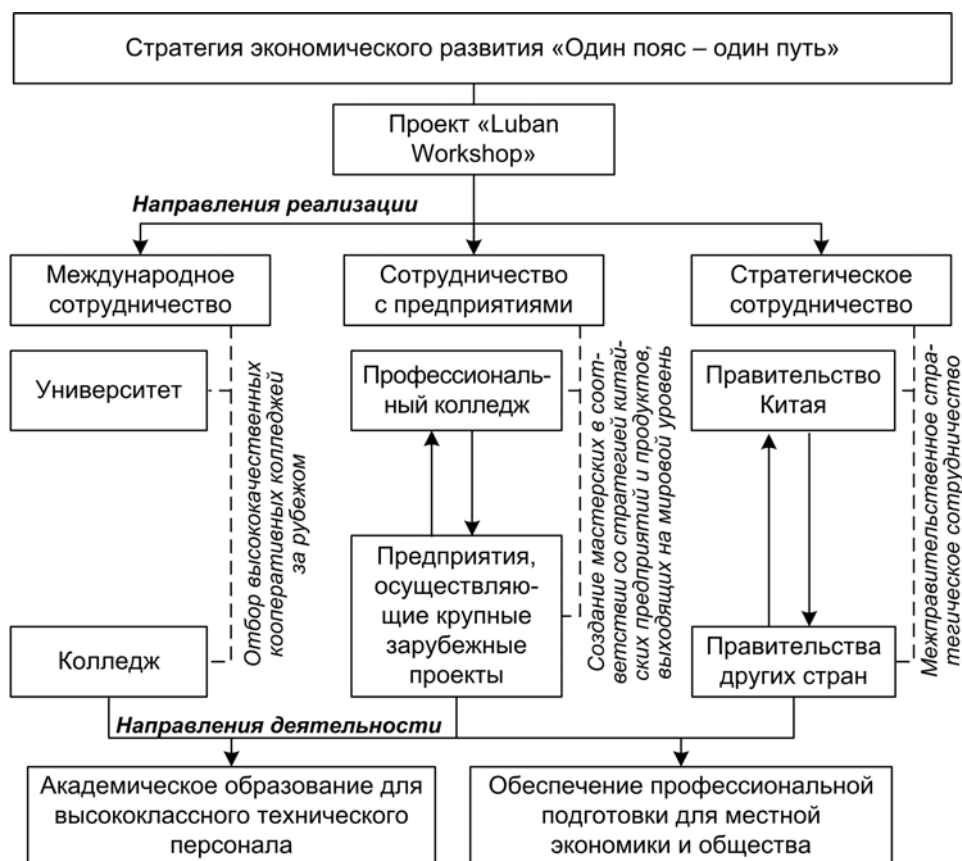 Стратегия экономического развития «Один пояс – один путь»
Проект «Luban
Workshop»
Направления реализации
Международное
сотрудничество
Сотрудничество
с предприятиями
Стратегическое
сотрудничество
Университет
Отбор высококачественных
кооперативных колледжей
за рубежом
Колледж
Профессиональ-
ный колледж
Предприятия,
осуществляю-
щие крупные
зарубежные
проекты
Создание мастерских в соот-
ветствии со стратегией китай-
ских предприятий и продуктов,
выходящих на мировой уровень
Правительство
Китая
Правительства
других стран
Межправительственное стра-
тегическое сотрудничество
Направления деятельности
Академическое образование для
высококлассного технического
персонала
Обеспечение профессиональной
подготовки для местной
экономики и общества